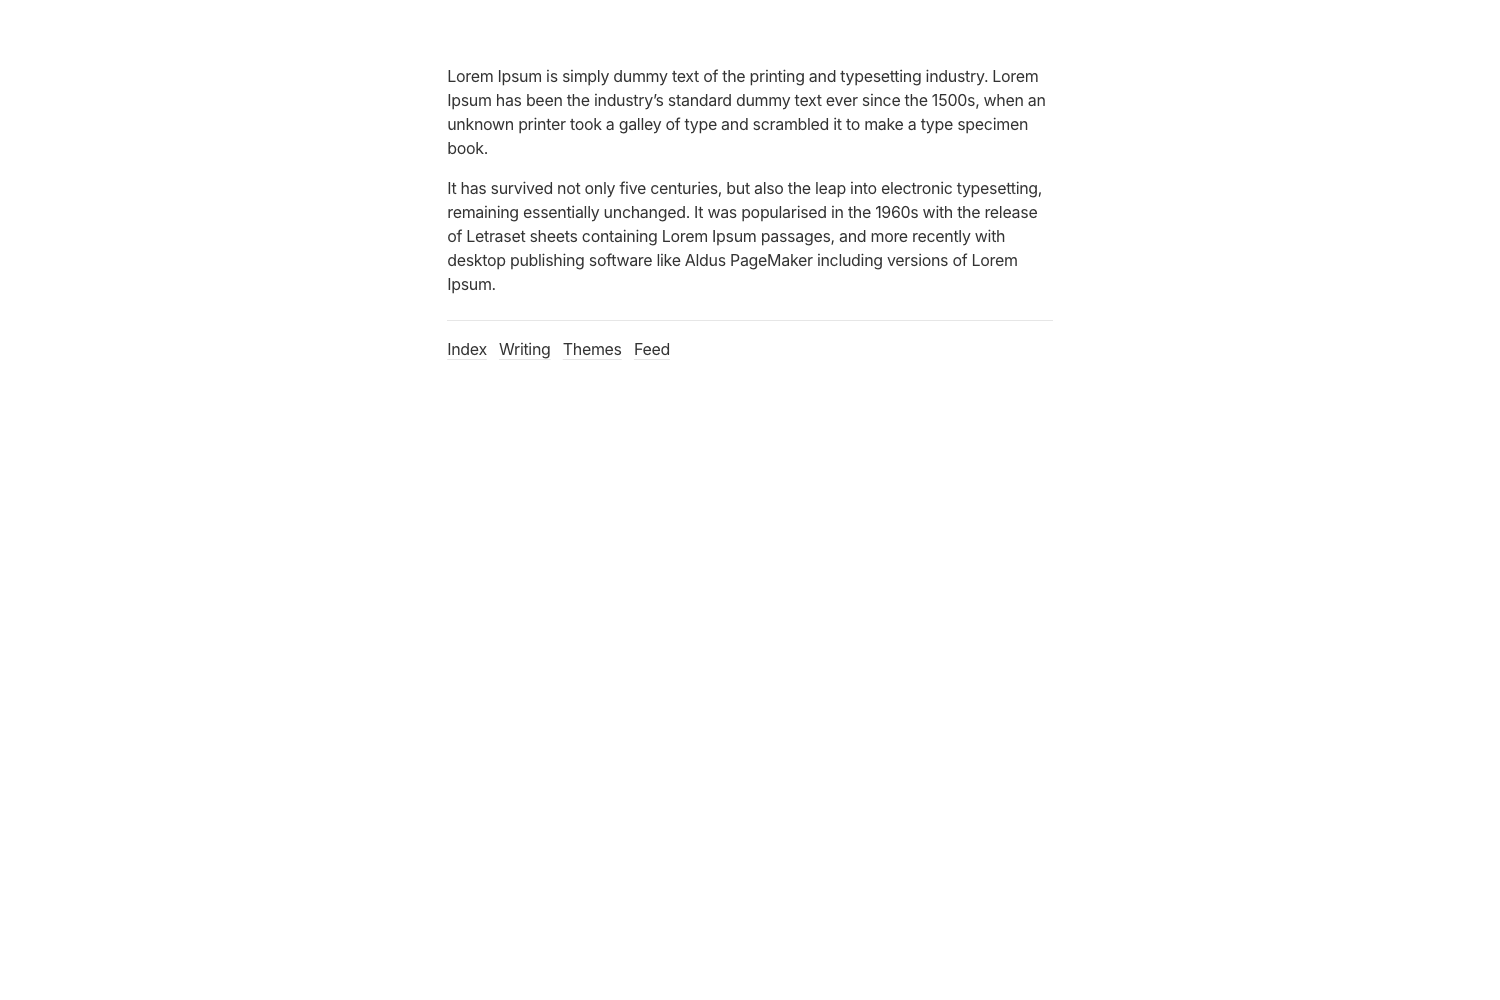 Lorem Ipsum is simply dummy text of the printing and typesetting industry. Lorem
Ipsum has been the industry’s standard dummy text ever since the 1500s, when an
unknown printer took a galley of type and scrambled it to make a type specimen
book.
It has survived not only five centuries, but also the leap into electronic typesetting,
remaining essentially unchanged. It was popularised in the 1960s with the release
of Letraset sheets containing Lorem Ipsum passages, and more recently with
desktop publishing software like Aldus PageMaker including versions of Lorem
Ipsum.
Index Writing Themes Feed